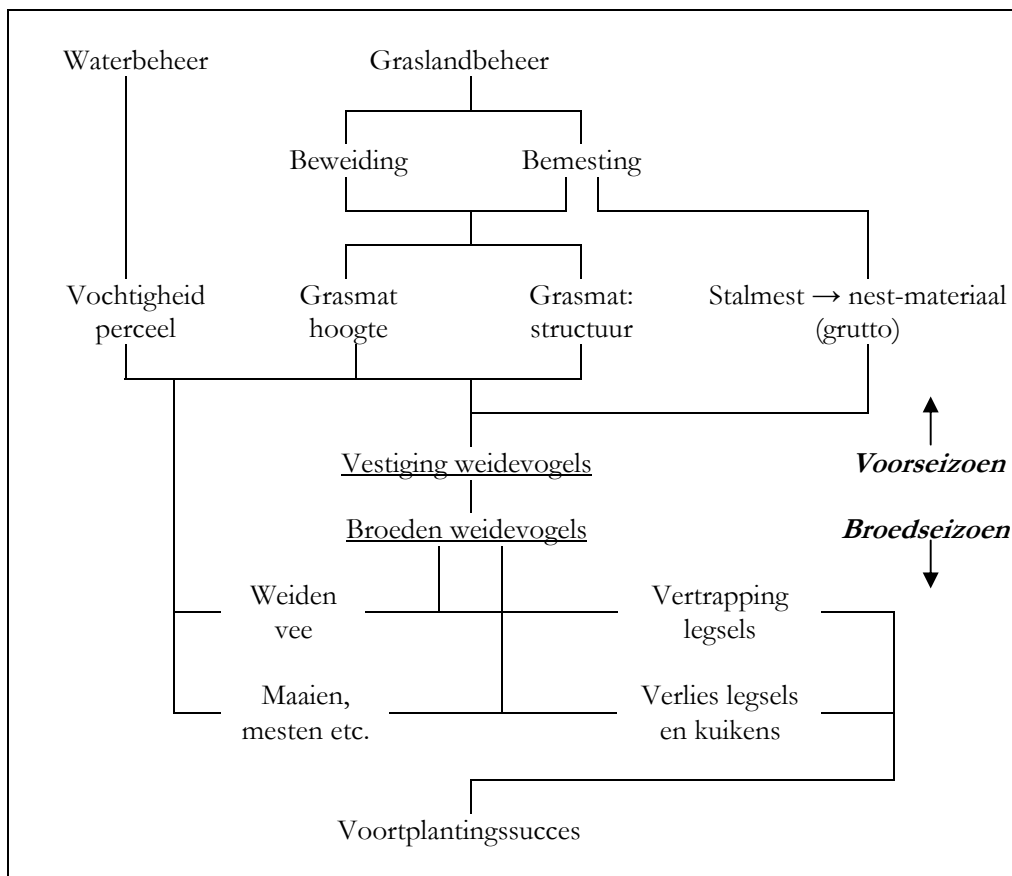 Waterbeheer
Graslandbeheer
Beweiding
Bemesting
Vochtigheid
perceel
Grasmat
hoogte
Grasmat:
structuur
Stalmest → nest-materiaal
(grutto)
Vestiging weidevogels
Voorseizoen
Broeden weidevogels
Broedseizoen
Weiden
vee
Vertrapping
legsels
Maaien,
mesten etc.
Verlies legsels
en kuikens
Voortplantingssucces